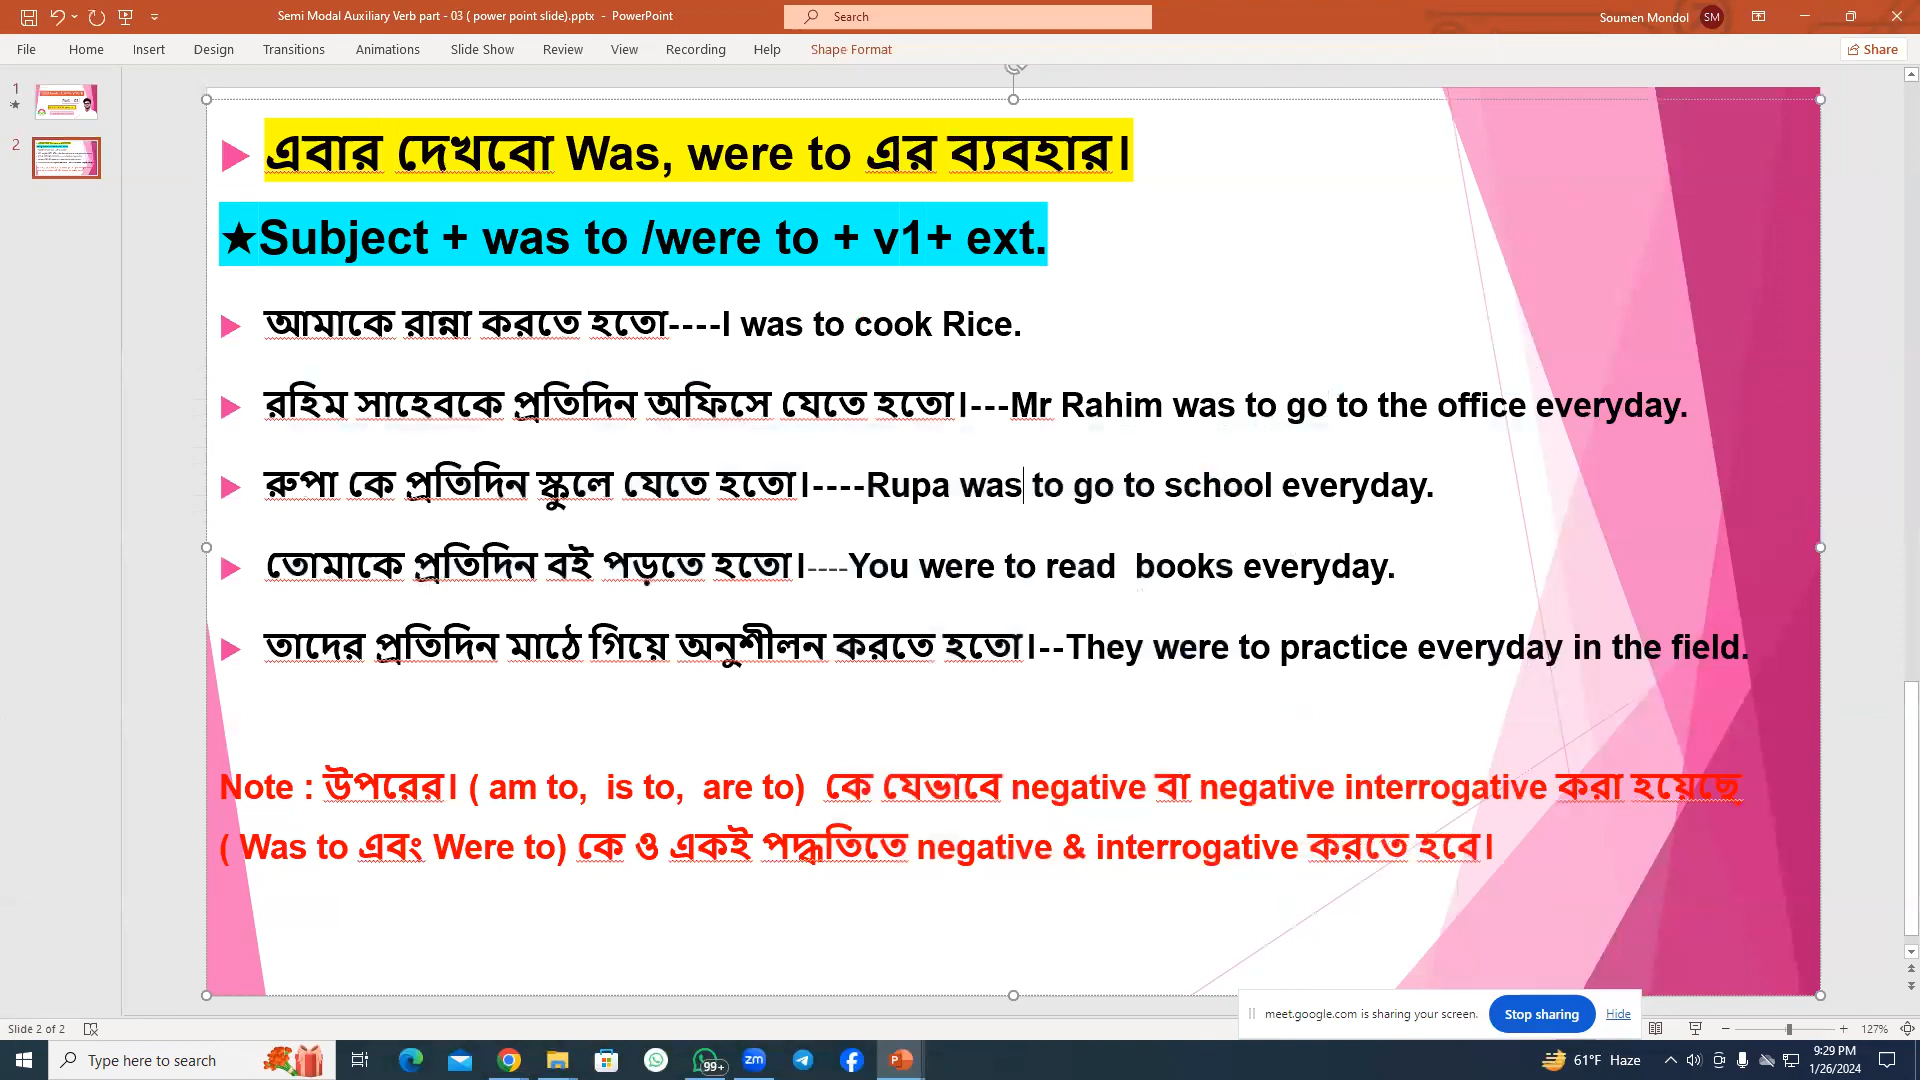 Semi Modal Auxiliary Verb part - 03 ( power point slide).pptx - PowerPoint
Search
Soumen Mondol SM
File Home Insert Design Transitions Animations Slide Show Review View Recording Help Shape Format Share
1
2
এবার দেখবো Was, were to এর ব্যবহার।
★Subject + was to /were to + v1+ ext.
আমাকে রান্না করতে হতো----I was to cook Rice.
রহিম সাহেবকে প্রতিদিন অফিসে যেতে হতো।---Mr Rahim was to go to the office everyday.
রুপা কে প্রতিদিন স্কুলে যেতে হতো।----Rupa was to go to school everyday.
তোমাকে প্রতিদিন বই পড়তে হতো।----You were to read  books everyday.
তাদের প্রতিদিন মাঠে গিয়ে অনুশীলন করতে হতো।--They were to practice everyday in the field.
Note : উপরের। ( am to,  is to,  are to)  কে যেভাবে negative বা negative interrogative করা হয়েছে
( Was to এবং Were to) কে ও একই পদ্ধতিতে negative & interrogative করতে হবে।
meet.google.com is sharing your screen. Stop sharing Hide
Slide 2 of 2
127%
Type here to search
99+
zm
61°F Haze
9:29 PM
1/26/2024